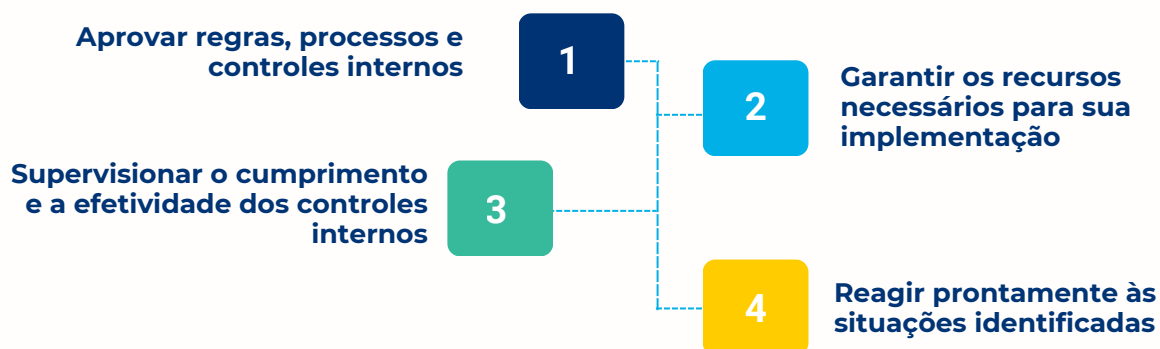 Aprovar regras, processos e
controles internos
1
2
Garantir os recursos
necessários para sua
implementação
Supervisionar o cumprimento
e a efetividade dos controles
internos
3
4
Reagir prontamente às
situações identificadas